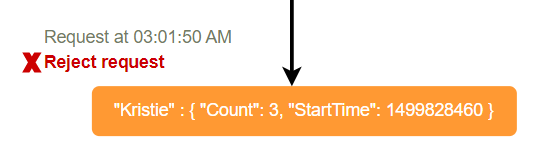 Request at 03:01:50 AM
Reject request
"Kristie" : { "Count": 3, "StartTime": 1499828460 }